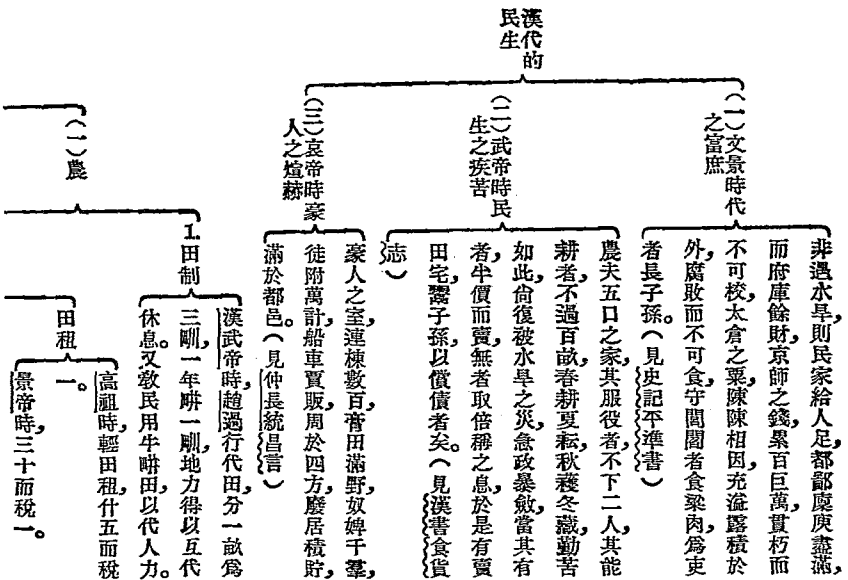 漢代的
民生
（一）文景時代
之富庶
非遇水旱，則民家給人足，都鄙廩庾盡滿，
而府庫餘財，京師之錢累百巨萬，貫朽而
不可校，太倉之粟，陳陳相因，充溢露積於
外，腐敗而不可食，守閭閻者食粱肉，爲吏
者長子孫。（見史記平準書）
（二）武帝時民
生之疾苦
農夫五口之家，其服役者，不下二人，其能
耕者，不過百畝，春耕夏耘，秋穫冬藏，勤苦
如此，尙復被水旱之災，急政暴斂，當其有
者，牛價而賣，無者取倍稱之息，於是有賣
田宅，鬻子孫，以償債者矣。（見漢書食貨
志）
（三）哀帝時豪
人之煊赫
豪人之室，連棟數百，膏田滿野，奴婢千羣，
徒附萬計，船車賈販，周於四方，廢居積貯，
滿於都邑。（見仲長統昌言）
（一）農
1.田制
漢武帝時，趙過行代田，分一畝爲
三甽，一年畊一甽，地力得以互代
休息。又敎民用牛畊田，以代人力。
田租
高祖時，輕田租，什五而稅
一。
景帝時，三十而稅一。